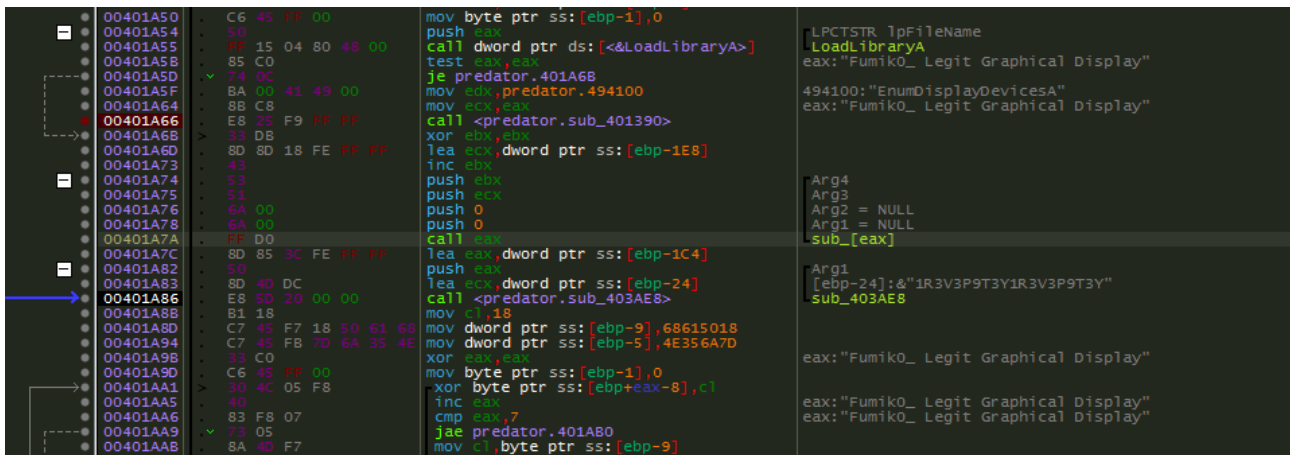 00401A50 . C6 45 FF 00 mov byte ptr ss:[ebp-1],0
00401A54 . 50 push eax LPCTSTR lpFileName
00401A55 . FF 15 04 80 48 00 call dword ptr ds:[<&LoadLibraryA>] LoadLibraryA
00401A5B . 85 C0 test eax,eax eax:"Fumik0_ Legit Graphical Display"
00401A5D . 74 0C je predator.401A6B
00401A5F . BA 00 41 49 00 mov edx,predator.494100 494100:"EnumDisplayDevicesA"
00401A64 . 8B C8 mov ecx,eax eax:"Fumik0_ Legit Graphical Display"
00401A66 . E8 25 F9 FF FF call <predator.sub_401390>
00401A6B > 33 DB xor ebx,ebx
00401A6D . 8D 8D 18 FE FF FF lea ecx,dword ptr ss:[ebp-1E8]
00401A73 . 43 inc ebx
00401A74 . 53 push ebx Arg4
00401A75 . 51 push ecx Arg3
00401A76 . 6A 00 push 0 Arg2 = NULL
00401A78 . 6A 00 push 0 Arg1 = NULL
00401A7A . FF D0 call eax sub_[eax]
00401A7C . 8D 85 3C FE FF FF lea eax,dword ptr ss:[ebp-1C4]
00401A82 . 50 push eax Arg1
00401A83 . 8D 4D DC lea ecx,dword ptr ss:[ebp-24] [ebp-24]:&"1R3V3P9T3Y1R3V3P9T3Y"
00401A86 . E8 5D 20 00 00 call <predator.sub_403AE8> sub_403AE8
00401A8B . B1 18 mov cl,18
00401A8D . C7 45 F7 18 50 61 68 mov dword ptr ss:[ebp-9],68615018
00401A94 . C7 45 FB 7D 6A 35 4E mov dword ptr ss:[ebp-5],4E356A7D
00401A9B . 33 C0 xor eax,eax eax:"Fumik0_ Legit Graphical Display"
00401A9D . C6 45 FF 00 mov byte ptr ss:[ebp-1],0
00401AA1 > 30 4C 05 F8 xor byte ptr ss:[ebp+eax-8],cl
00401AA5 . 40 inc eax eax:"Fumik0_ Legit Graphical Display"
00401AA6 . 83 F8 07 cmp eax,7 eax:"Fumik0_ Legit Graphical Display"
00401AA9 . 73 05 jae predator.401AB0
00401AAB . 8A 4D F7 mov cl,byte ptr ss:[ebp-9]